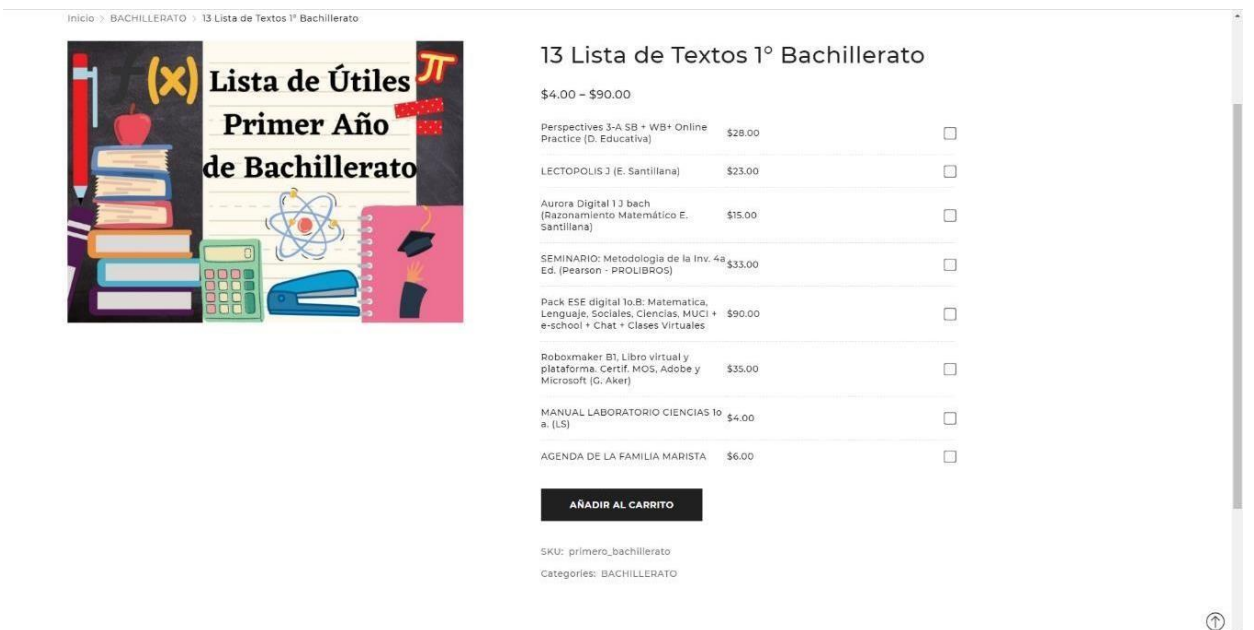 Inicio > BACHILLERATO > 13 Lista de Textos 1° Bachillerato
f(x)
π
Lista de Útiles
Primer Año
de Bachillerato
13 Lista de Textos 1° Bachillerato
$4.00 – $90.00
Perspectives 3-A SB + WB+ Online
Practice (D. Educativa)
$28.00
LECTOPOLIS J (E. Santillana)
$23.00
Aurora Digital 1 J bach
(Razonamiento Matemático E.
Santillana)
$15.00
SEMINARIO: Metodologia de la Inv. 4a
Ed. (Pearson - PROLIBROS)
$33.00
Pack ESE digital 1o.B: Matematica,
Lenguaje, Sociales, Ciencias, MUCI +
e-school + Chat + Clases Virtuales
$90.00
Roboxmaker B1, Libro virtual y
plataforma. Certif. MOS, Adobe y
Microsoft (G. Aker)
$35.00
MANUAL LABORATORIO CIENCIAS 1o
a. (LS)
$4.00
AGENDA DE LA FAMILIA MARISTA
$6.00
AÑADIR AL CARRITO
SKU: primero_bachillerato
Categories: BACHILLERATO